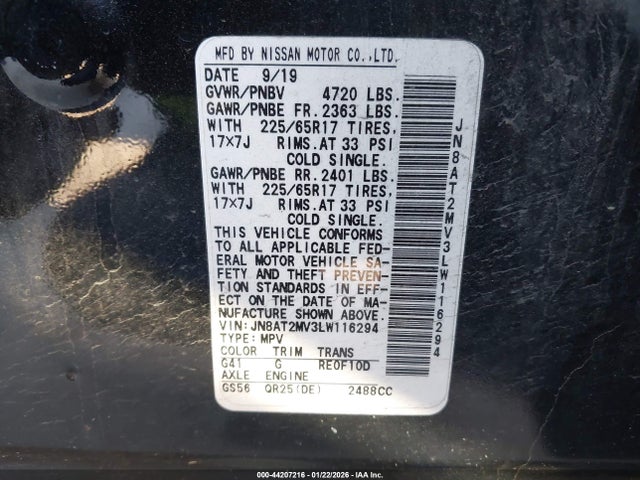 MFD BY NISSAN MOTOR CO.,LTD.
DATE 9/19
GVWR/PNBV 4720 LBS.
GAWR/PNBE FR. 2363 LBS.
WITH 225/65R17 TIRES,
17×7J RIMS.AT 33 PSI
COLD SINGLE.
GAWR/PNBE RR. 2401 LBS.
WITH 225/65R17 TIRES,
17×7J RIMS.AT 33 PSI
COLD SINGLE.
THIS VEHICLE CONFORMS
TO ALL APPLICABLE FED-
ERAL MOTOR VEHICLE SA-
FETY AND THEFT PREVEN-
TION STANDARDS IN EFF-
ECT ON THE DATE OF MA-
NUFACTURE SHOWN ABOVE.
VIN: JN8AT2MV3LW116294
TYPE: MPV
COLOR TRIM TRANS
G41 G RE0F10D
AXLE ENGINE
GS56 QR25(DE) 2488CC
JN8AT2MV3LW116294
000-44207216 - 01/22/2026 - IAA Inc.